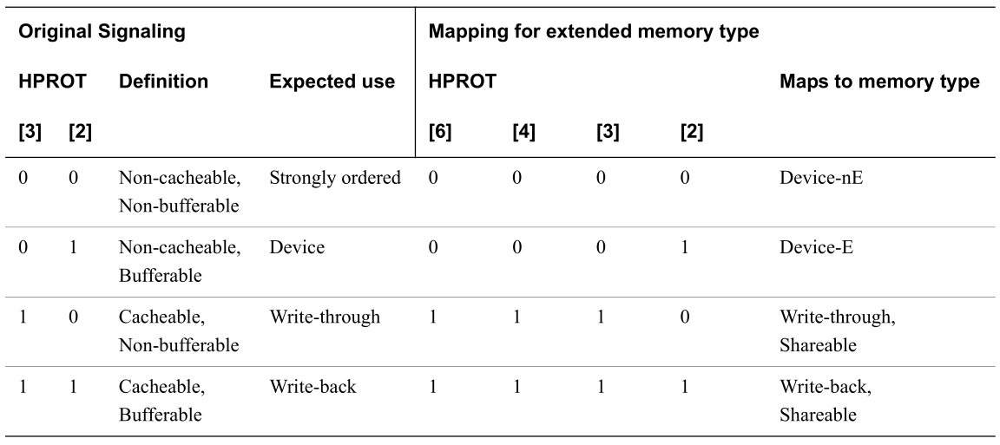 Original Signaling Mapping for extended memory type
HPROT Definition Expected use HPROT Maps to memory type
[3] [2] [6] [4] [3] [2]
0 0 Non-cacheable, Strongly ordered 0 0 0 0 Device-nE
Non-bufferable
0 1 Non-cacheable, Device 0 0 0 1 Device-E
Bufferable
1 0 Cacheable, Write-through 1 1 1 0 Write-through,
Non-bufferable Shareable
1 1 Cacheable, Write-back 1 1 1 1 Write-back,
Bufferable Shareable